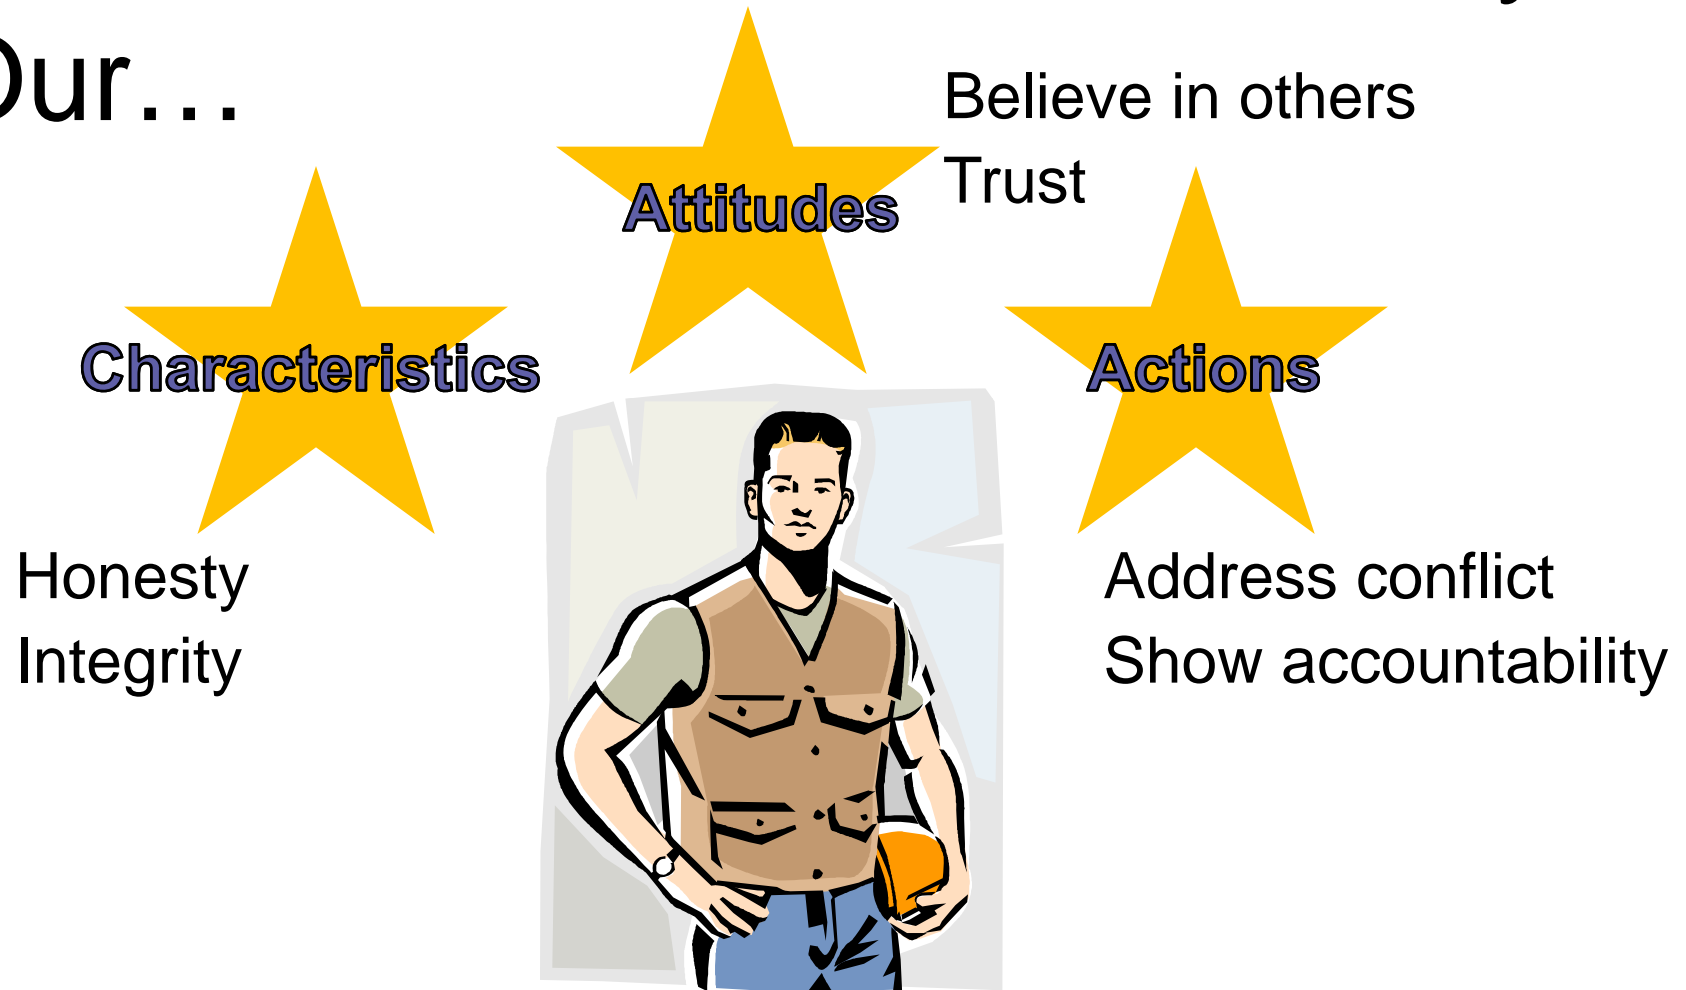 Our…
Attitudes
Believe in others
Trust
Characteristics
Honesty
Integrity
Actions
Address conflict
Show accountability